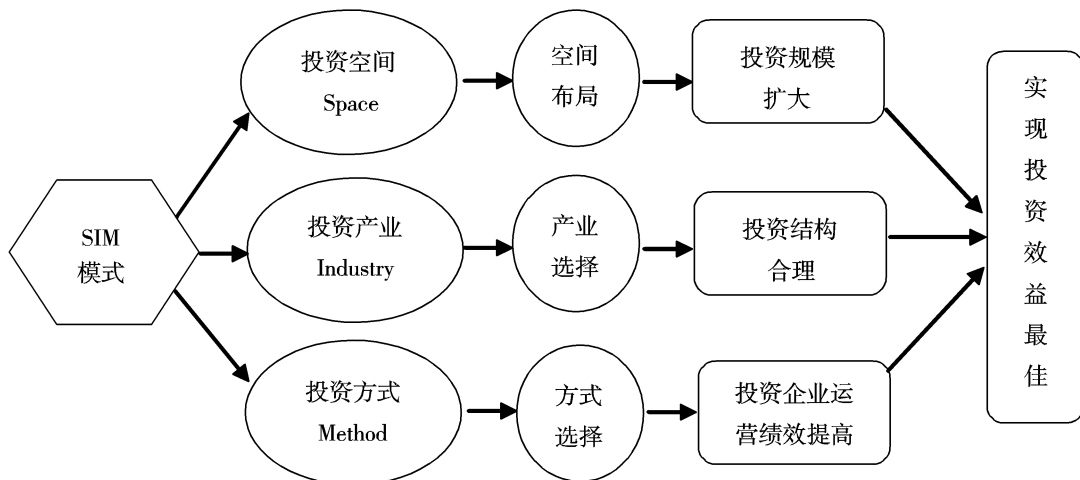 SIM
模式
投资空间
Space
空间
布局
投资规模
扩大
投资产业
Industry
产业
选择
投资结构
合理
投资方式
Method
方式
选择
投资企业运
营绩效提高
实
现
投
资
效
益
最
佳